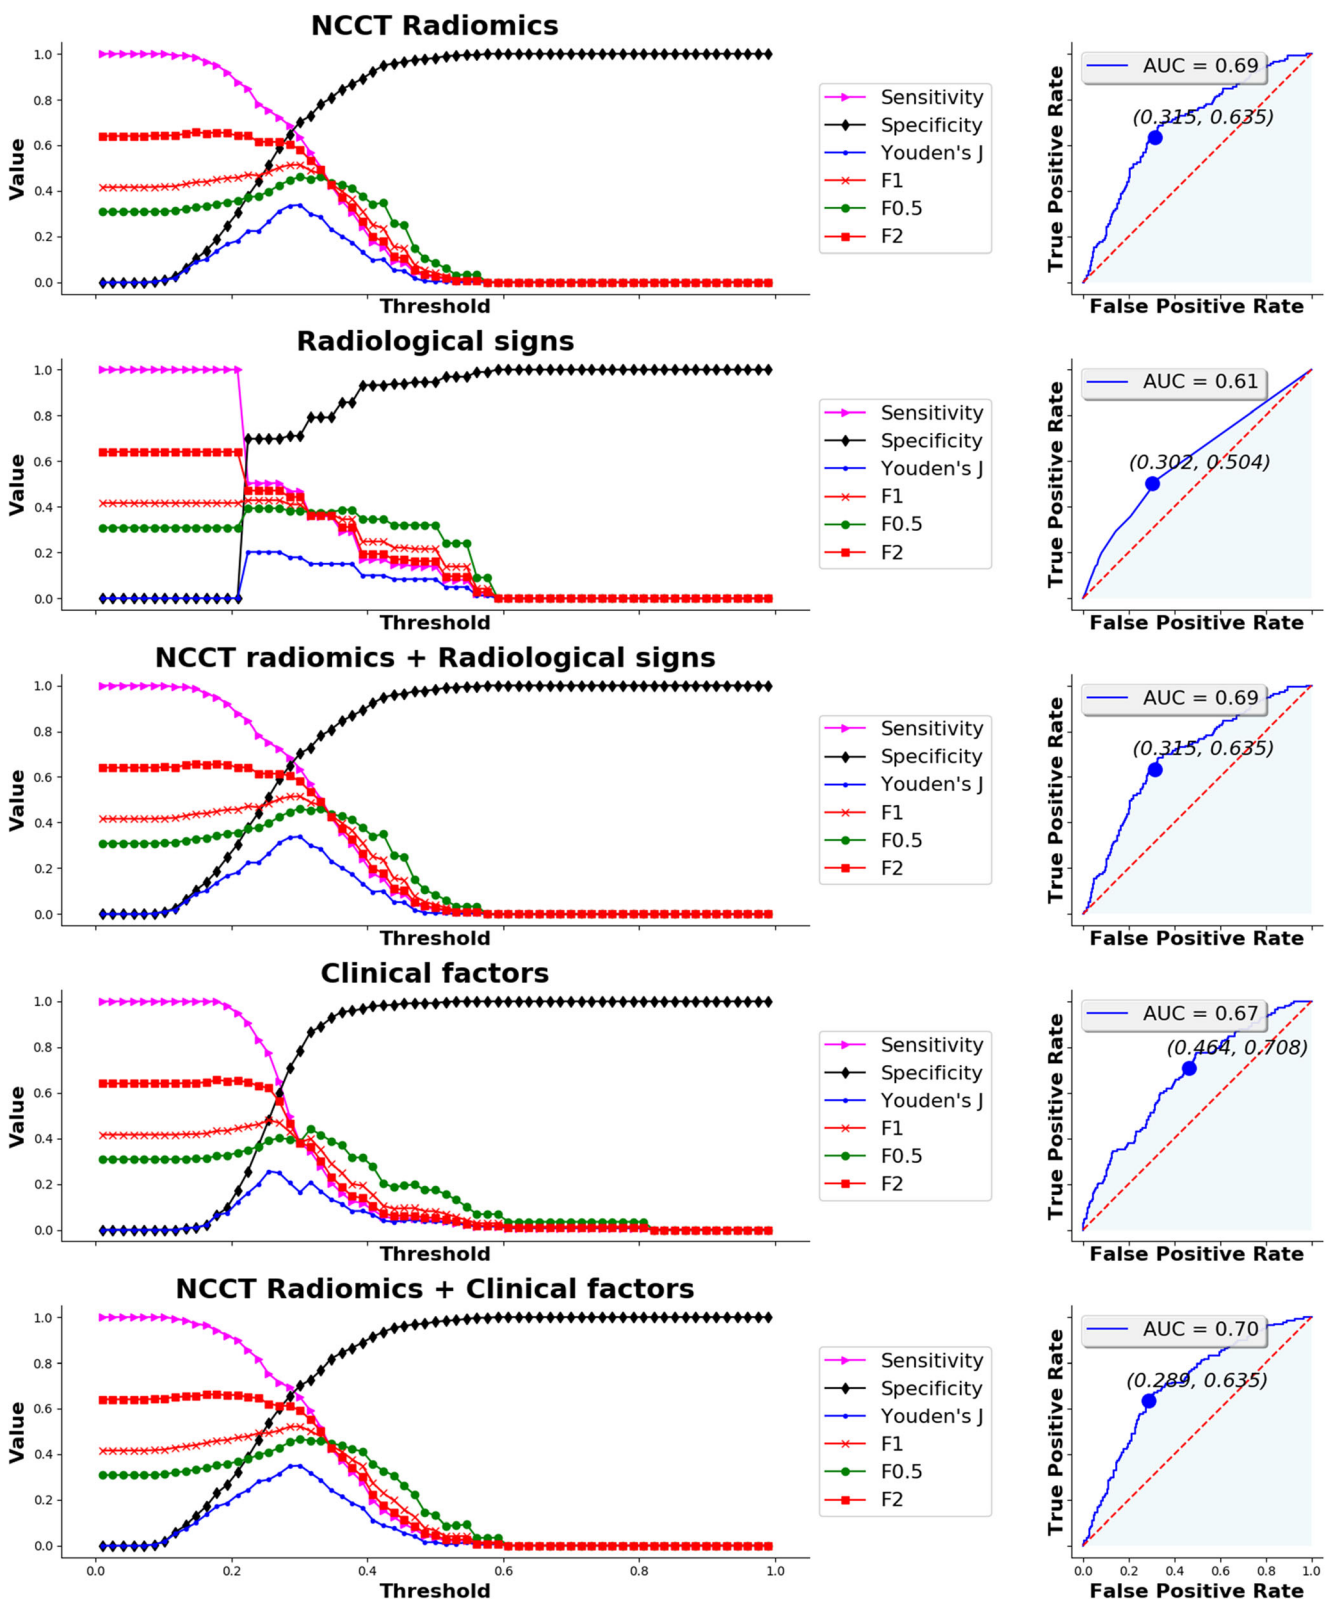 NCCT Radiomics
1.0
0.8
0.6
0.4
0.2
0.0
Value
Threshold
Sensitivity
Specificity
Youden's J
F1
F0.5
F2
AUC = 0.69
(0.315, 0.635)
True Positive Rate
False Positive Rate
Radiological signs
1.0
0.8
0.6
0.4
0.2
0.0
Value
Threshold
Sensitivity
Specificity
Youden's J
F1
F0.5
F2
AUC = 0.61
(0.302, 0.504)
True Positive Rate
False Positive Rate
NCCT radiomics + Radiological signs
1.0
0.8
0.6
0.4
0.2
0.0
Value
Threshold
Sensitivity
Specificity
Youden's J
F1
F0.5
F2
AUC = 0.69
(0.315, 0.635)
True Positive Rate
False Positive Rate
Clinical factors
1.0
0.8
0.6
0.4
0.2
0.0
Value
Threshold
Sensitivity
Specificity
Youden's J
F1
F0.5
F2
AUC = 0.67
(0.464, 0.708)
True Positive Rate
False Positive Rate
NCCT Radiomics + Clinical factors
1.0
0.8
0.6
0.4
0.2
0.0
Value
0.0 0.2 0.4 0.6 0.8 1.0
Threshold
Sensitivity
Specificity
Youden's J
F1
F0.5
F2
AUC = 0.70
(0.289, 0.635)
True Positive Rate
0.0 0.2 0.4 0.6 0.8 1.0
False Positive Rate